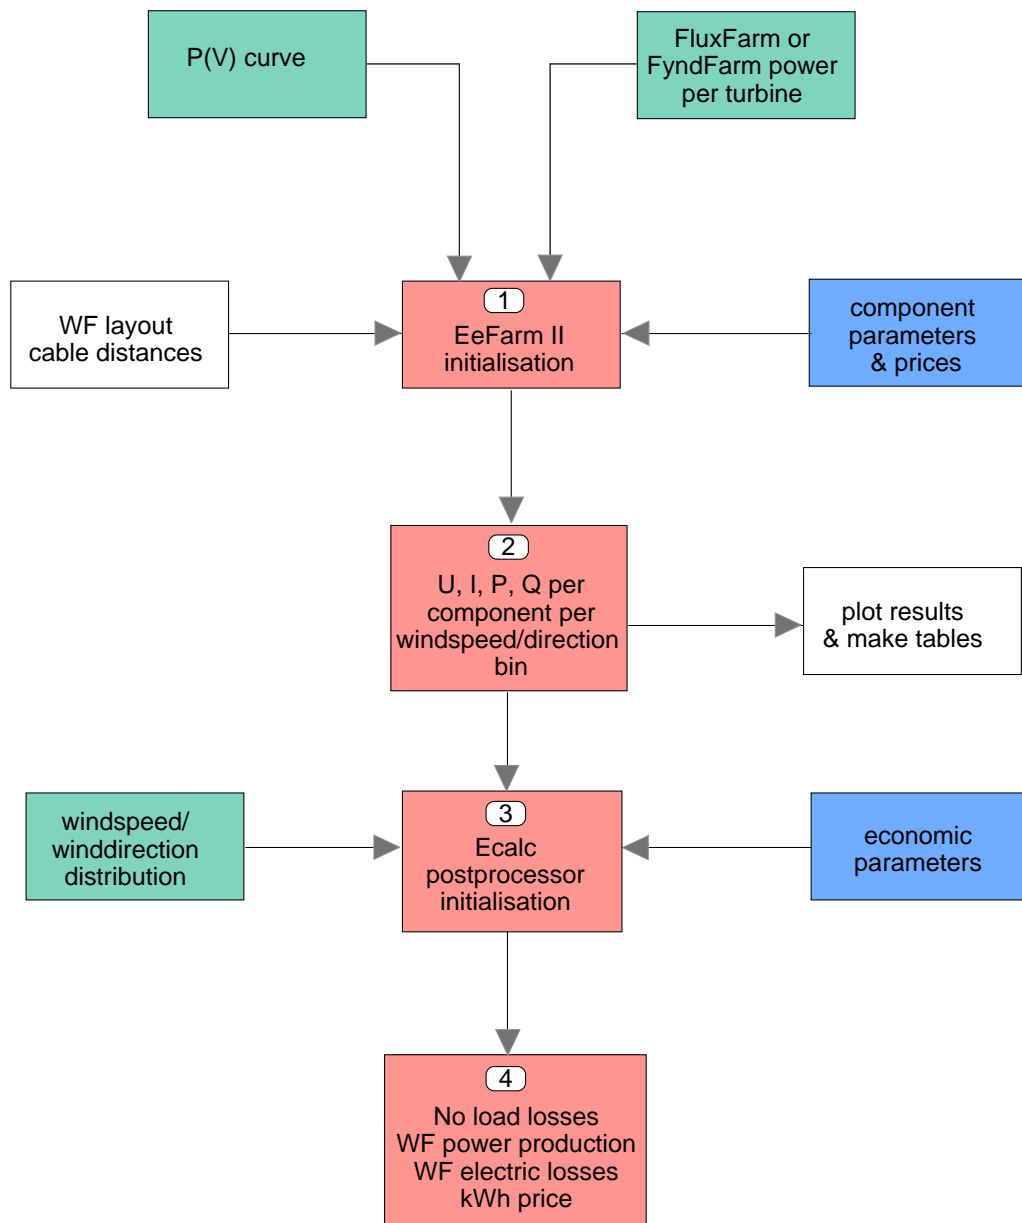 P(V) curve
FluxFarm or
FyndFarm power
per turbine
WF layout
cable distances
1
EeFarm II
initialisation
component
parameters
& prices
2
U, I, P, Q per
component per
windspeed/direction
bin
plot results
& make tables
windspeed/
winddirection
distribution
3
Ecalc
postprocessor
initialisation
economic
parameters
4
No load losses
WF power production
WF electric losses
kWh price